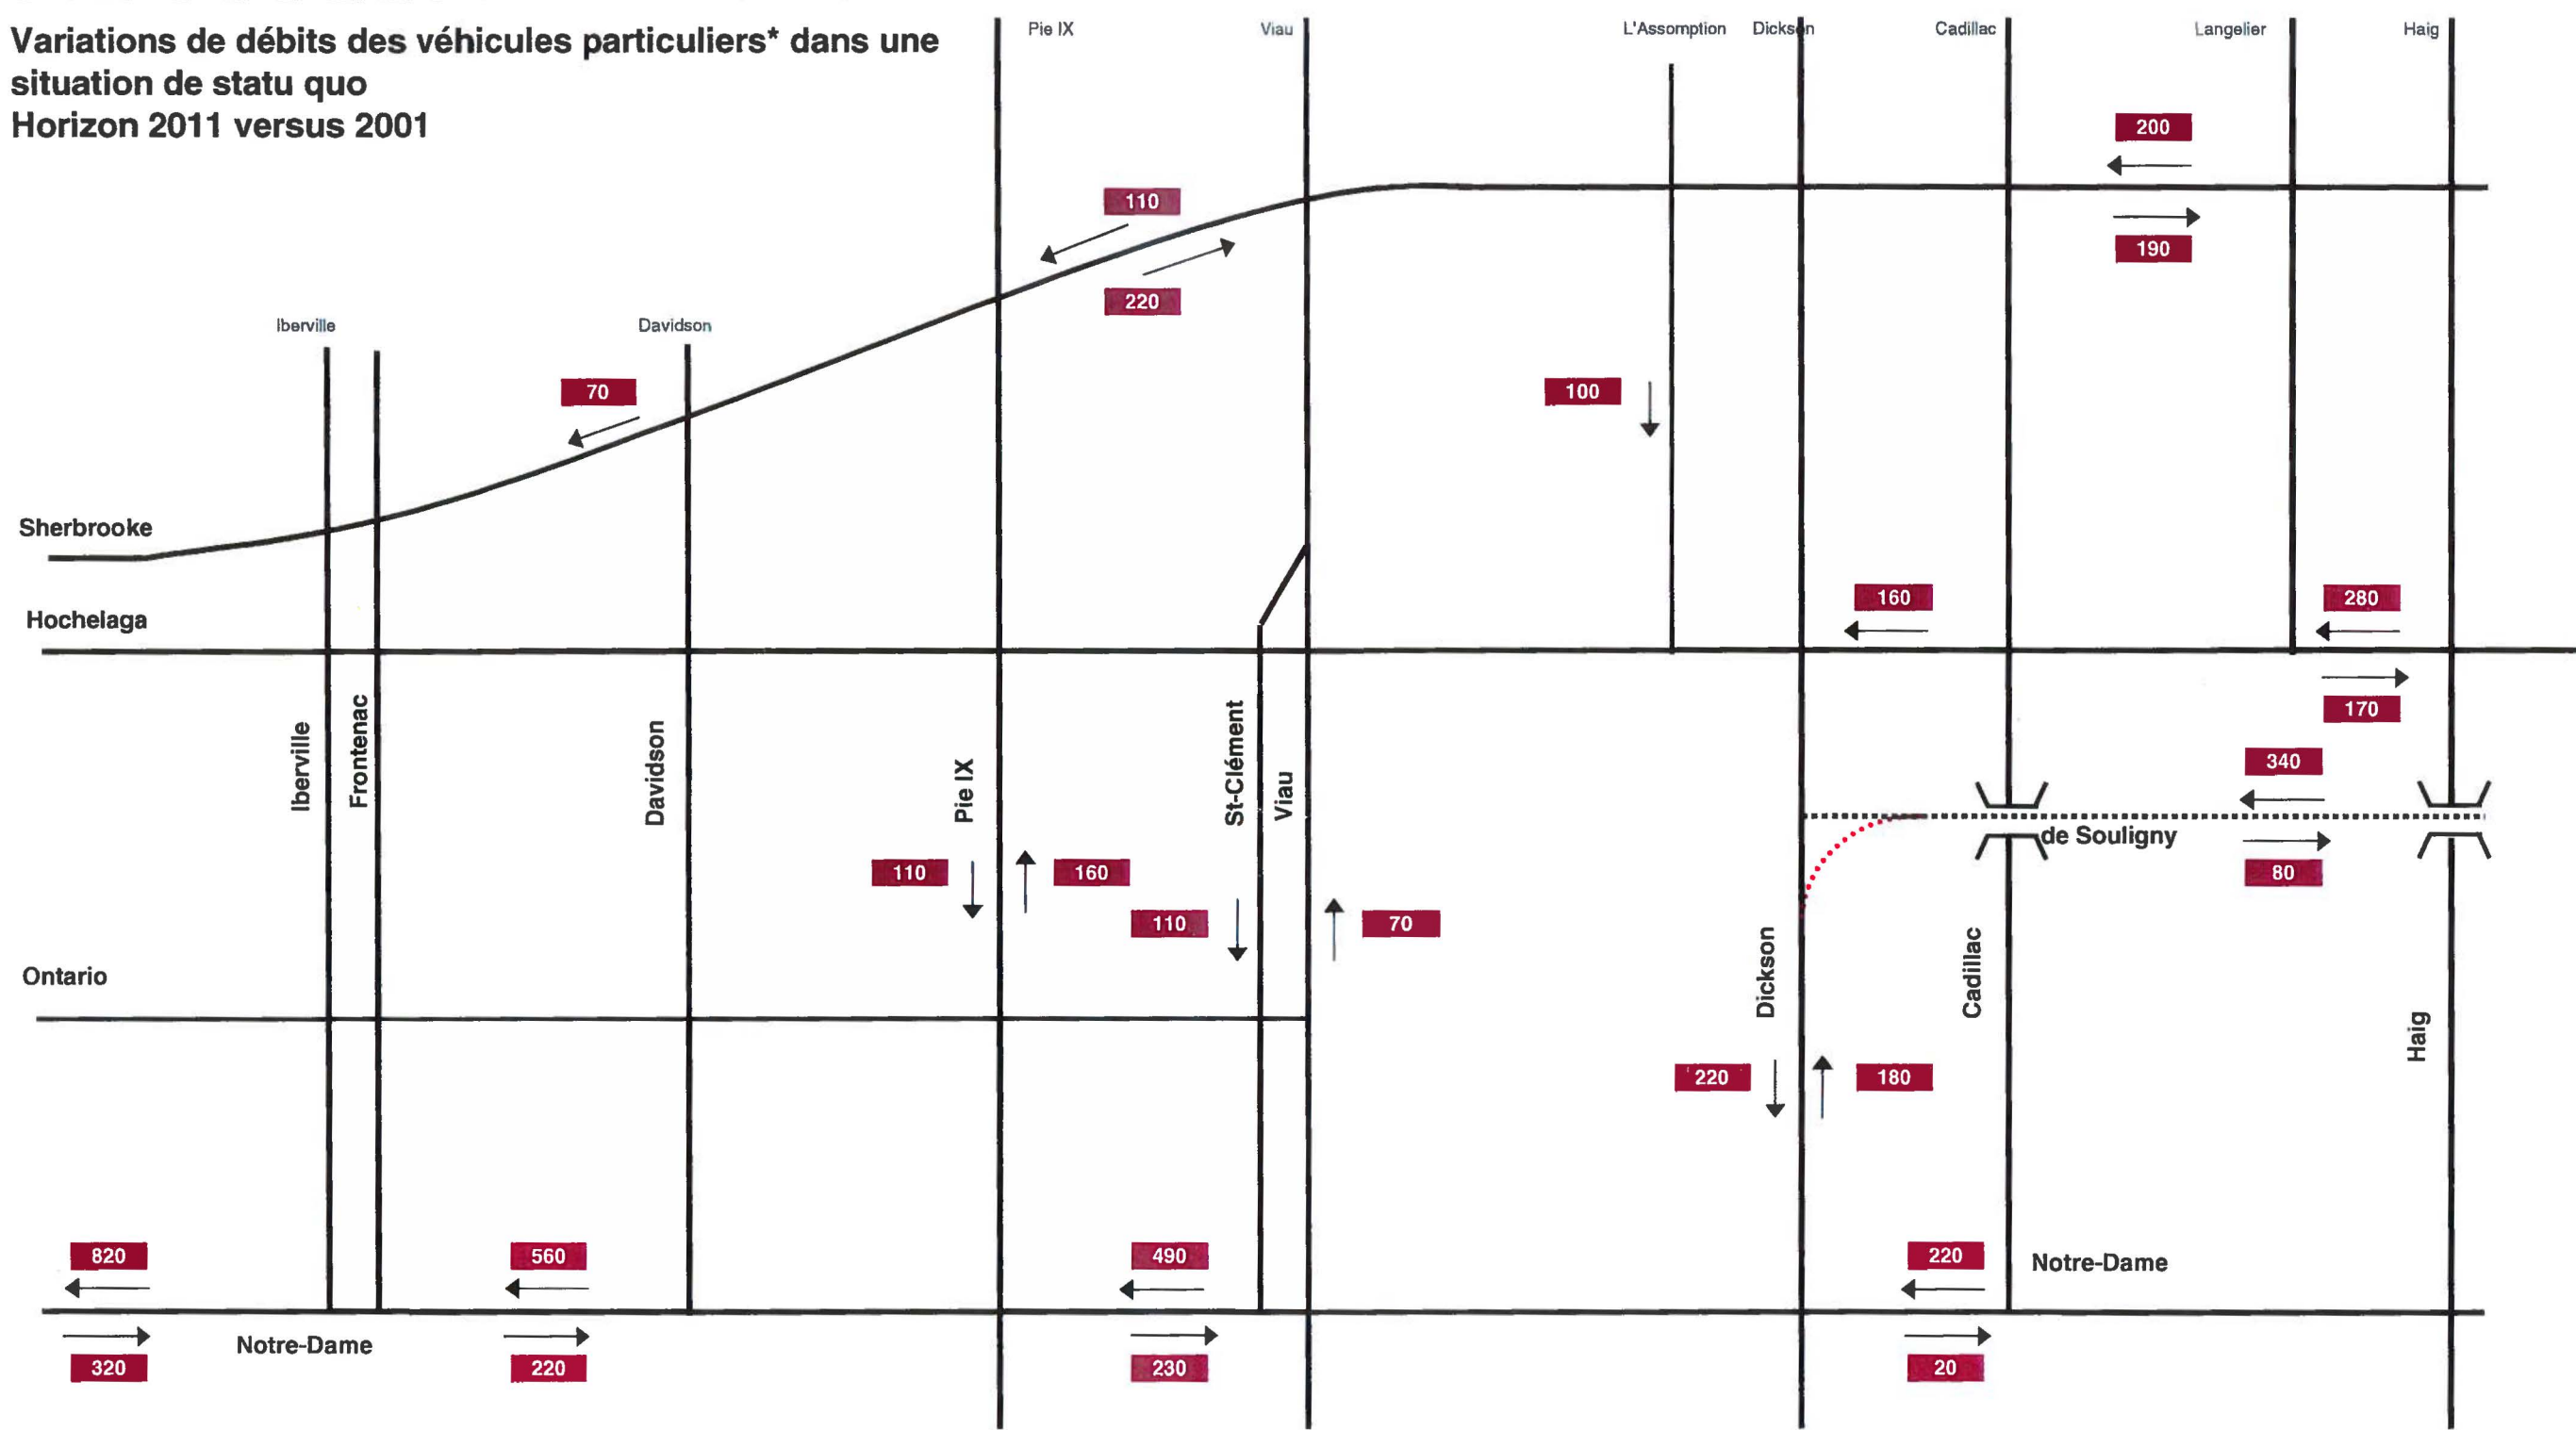 Variations de débits des véhicules particuliers* dans une
situation de statu quo
Horizon 2011 versus 2001
Pie IX
Viau
L'Assomption
Dickson
Cadillac
Langelier
Haig
200
110
190
220
Iberville
Davidson
70
100
Sherbrooke
160
280
Hochelaga
170
Iberville
Frontenac
Davidson
Pie IX
St-Clément
Viau
340
de Souligny
110
160
80
110
70
Ontario
Dickson
Cadillac
Haig
220
180
820
560
490
220
Notre-Dame
Notre-Dame
320
220
230
20